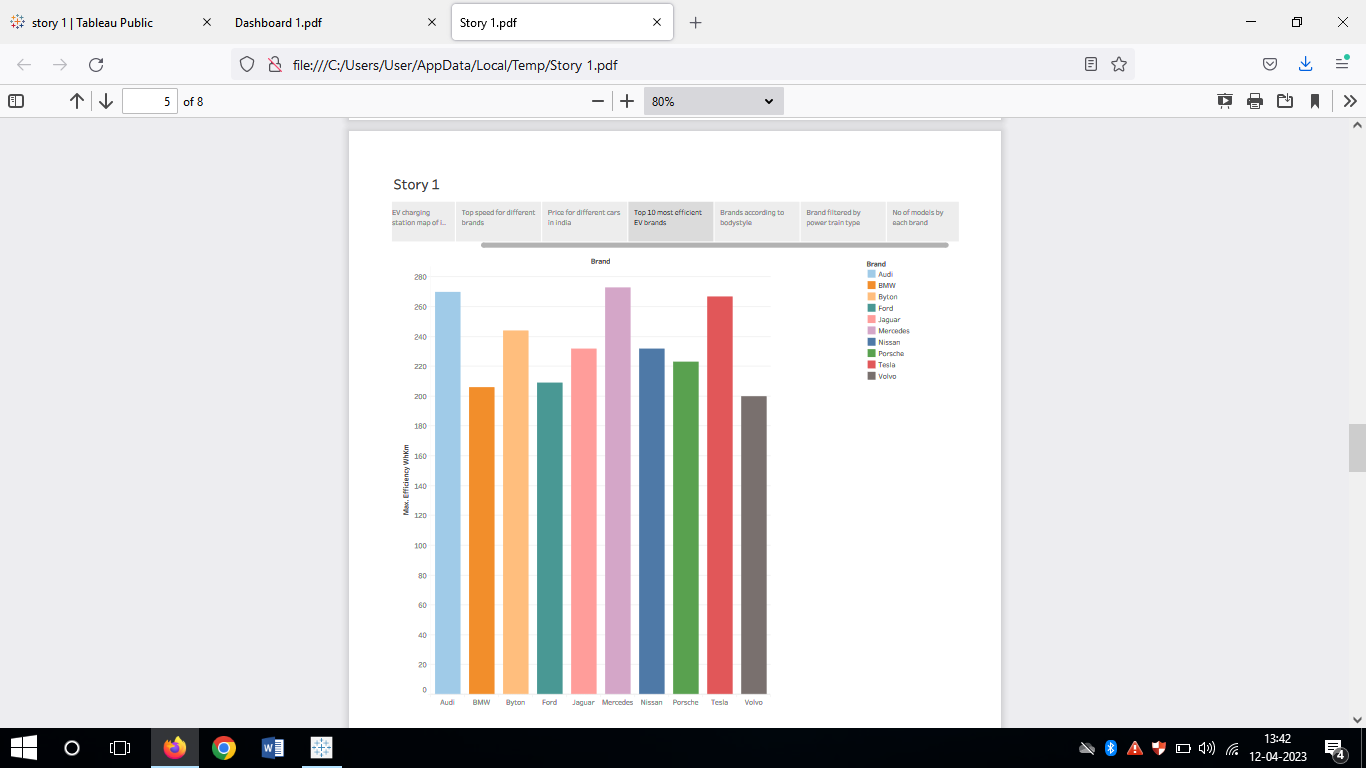 story 1 | Tableau Public
Dashboard 1.pdf
Story 1.pdf
file:///C:/Users/User/AppData/Local/Temp/Story 1.pdf
5 of 8
80%
Story 1
EV charging
station map of i...
Top speed for different
brands
Price for different cars
in india
Top 10 most efficient
EV brands
Brands according to
bodystyle
Brand filtered by
power train type
No of models by
each brand
Brand
280
260
240
220
200
180
160
140
120
100
80
60
40
20
0
Max. Efficiency WhKm
Audi
BMW
Byton
Ford
Jaguar
Mercedes
Nissan
Porsche
Tesla
Volvo
Brand
Audi
BMW
Byton
Ford
Jaguar
Mercedes
Nissan
Porsche
Tesla
Volvo
13:42
12-04-2023
4